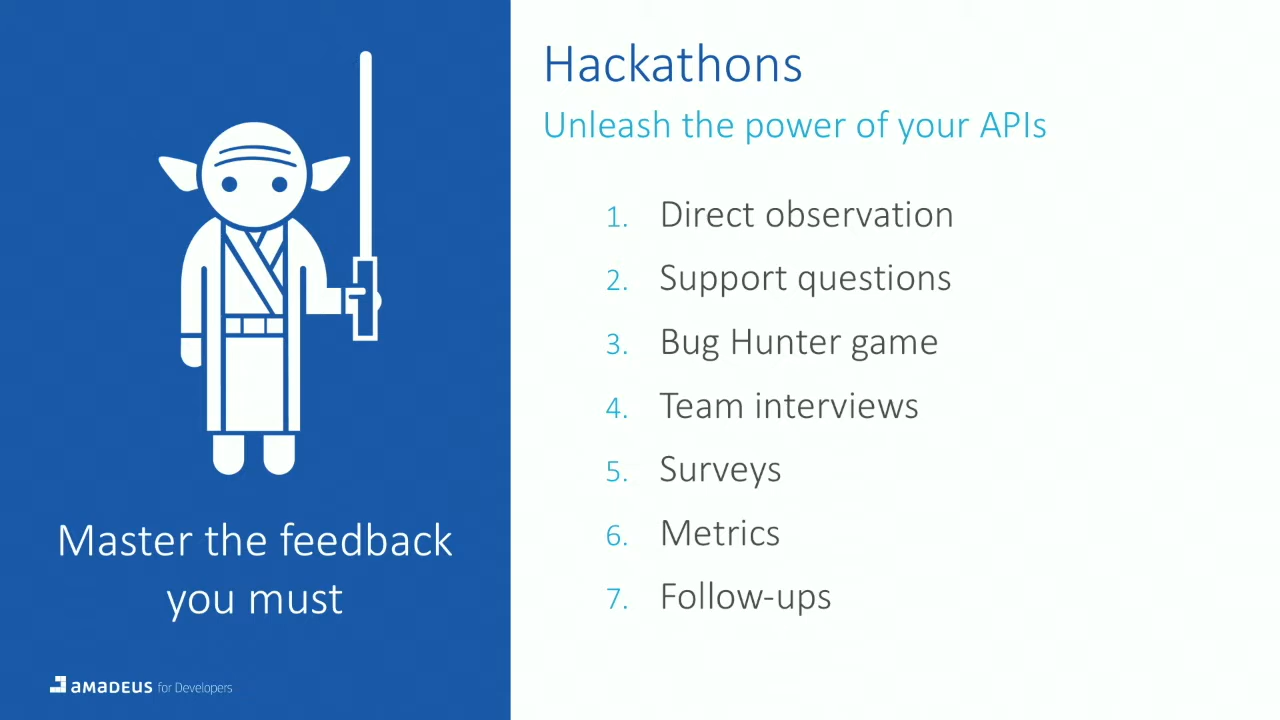 Hackathons
Unleash the power of your APIs
1. Direct observation
2. Support questions
3. Bug Hunter game
4. Team interviews
5. Surveys
6. Metrics
7. Follow-ups
Master the feedback
you must
amadeus for Developers